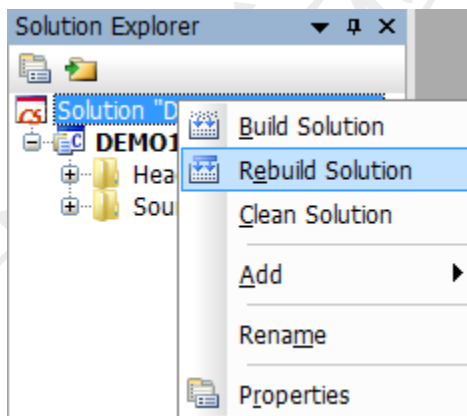 Solution Explorer
Solution "D
DEMO1
Hea
Sou
Build Solution
Rebuild Solution
Clean Solution
Add
Rename
Properties